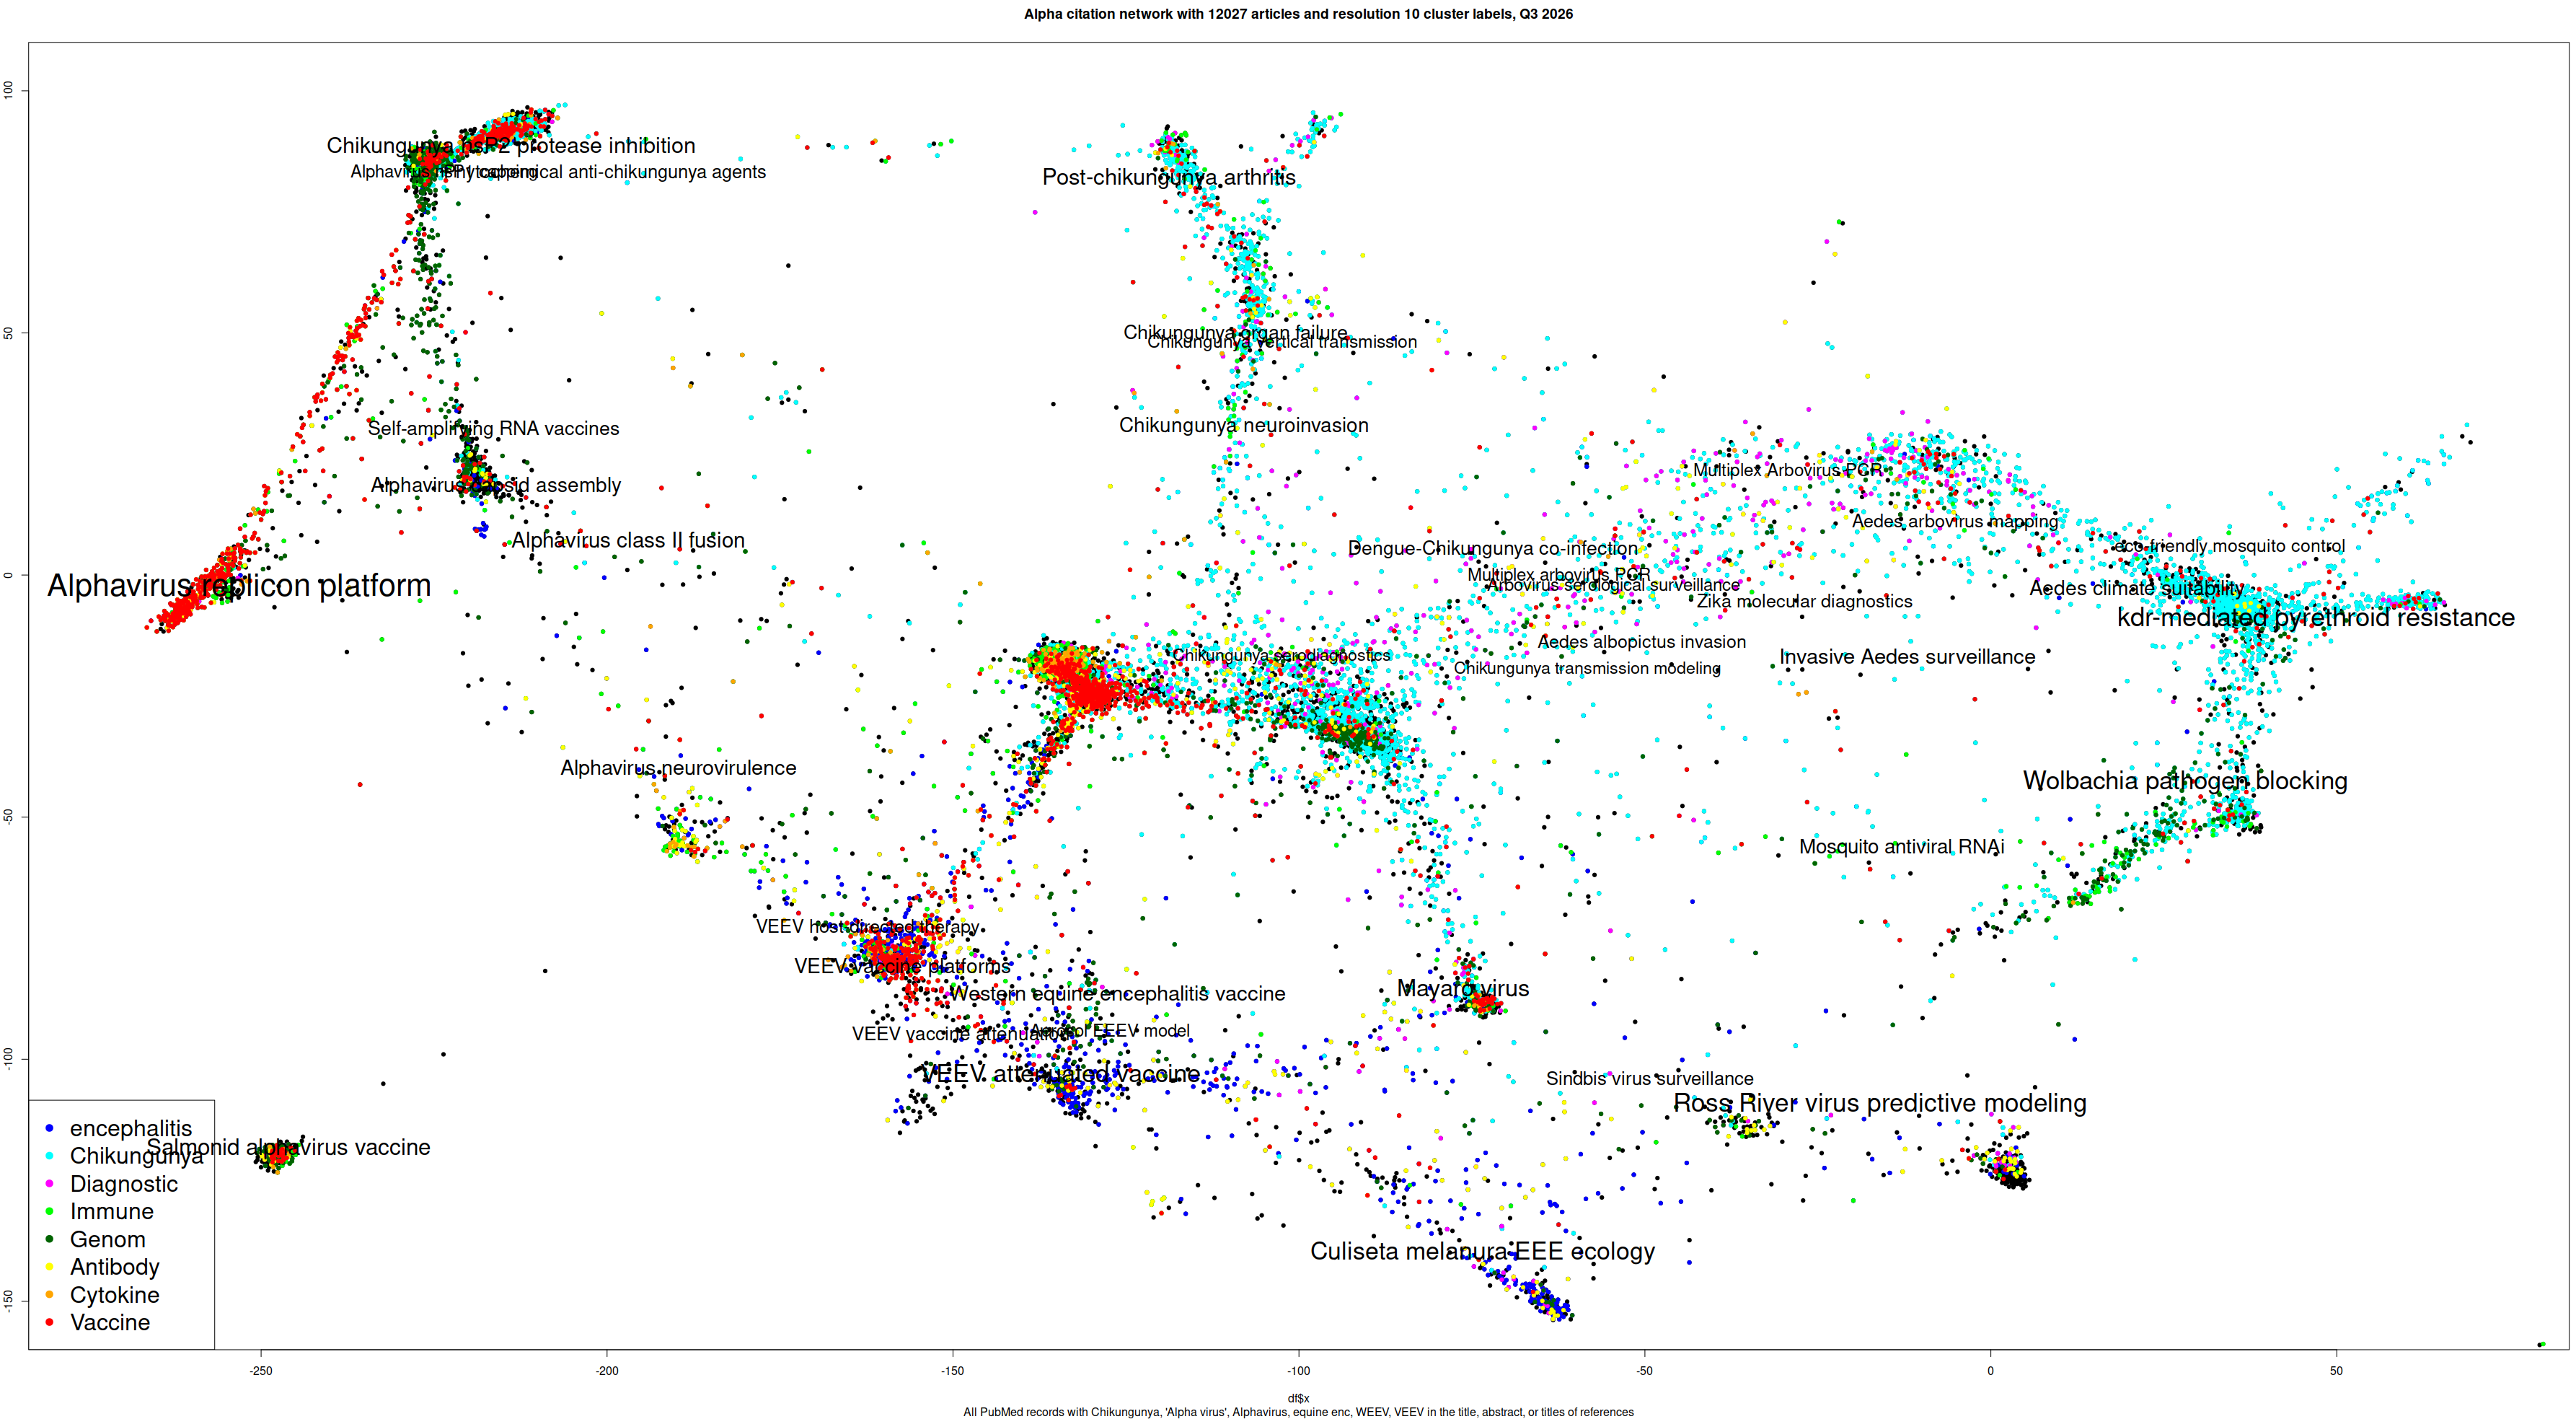 Alpha citation network with 12027 articles and resolution 10 cluster labels, Q3 2026
100
50
0
-50
-100
-150
Chikungunya nsP2 protease inhibition
Alphavirus nsP1 capping
Phytochemical anti-chikungunya agents
Post-chikungunya arthritis
Chikungunya organ failure
Chikungunya vertical transmission
Chikungunya neuroinvasion
Self-amplifying RNA vaccines
Multiplex Arbovirus PCR
Alphavirus capsid assembly
Aedes arbovirus mapping
Alphavirus class II fusion
Dengue-Chikungunya co-infection
eco-friendly mosquito control
Alphavirus replicon platform
Multiplex arbovirus PCR
Arbovirus serological surveillance
Aedes climate suitability
Zika molecular diagnostics
kdr-mediated pyrethroid resistance
Aedes albopictus invasion
Chikungunya serodiagnostics
Invasive Aedes surveillance
Chikungunya transmission modeling
Alphavirus neurovirulence
Wolbachia pathogen blocking
Mosquito antiviral RNAi
VEEV host directed therapy
VEEV vaccine platforms
Western equine encephalitis vaccine
Mayaro virus
VEEV vaccine attenuation
Aerosol EEEV model
VEEV attenuated vaccine
Sindbis virus surveillance
Ross River virus predictive modeling
Salmonid alphavirus vaccine
Culiseta melanura EEE ecology
encephalitis
Chikungunya
Diagnostic
Immune
Genom
Antibody
Cytokine
Vaccine
-250
-200
-150
-100
-50
0
50
df$x
All PubMed records with Chikungunya, 'Alpha virus', Alphavirus, equine enc, WEEV, VEEV in the title, abstract, or titles of references